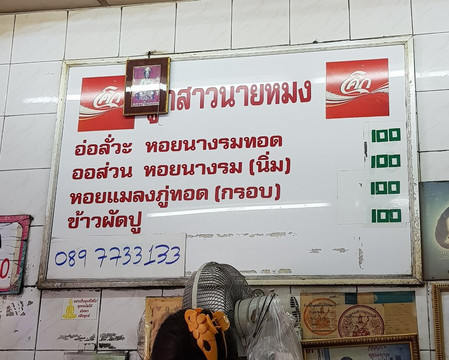 โค้ก
ลูกสาวนายหมง
โค้ก
อ่อลั่วะ หอยนางรมทอด 100
ออส่วน หอยนางรม (นิ่ม) 100
หอยแมลงภู่ทอด (กรอบ) 100
ข้าวผัดปู 100
089 7733133